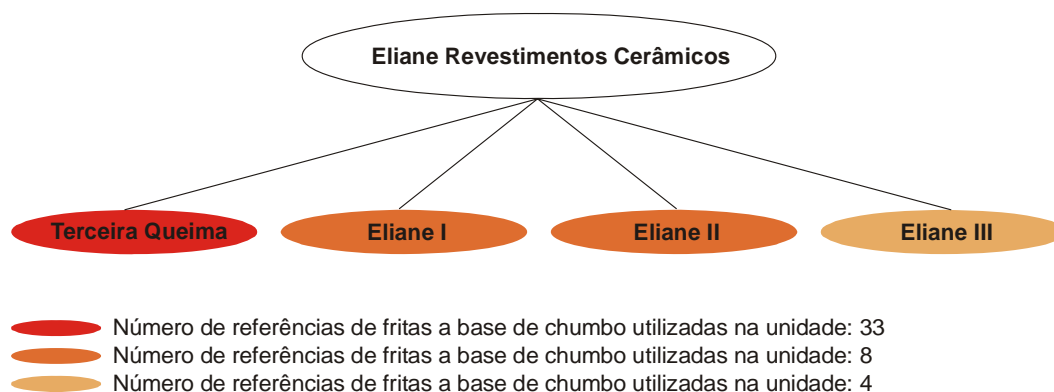 Eliane Revestimentos Cerâmicos
Terceira Queima
Eliane I
Eliane II
Eliane III
Número de referências de fritas a base de chumbo utilizadas na unidade: 33
Número de referências de fritas a base de chumbo utilizadas na unidade: 8
Número de referências de fritas a base de chumbo utilizadas na unidade: 4